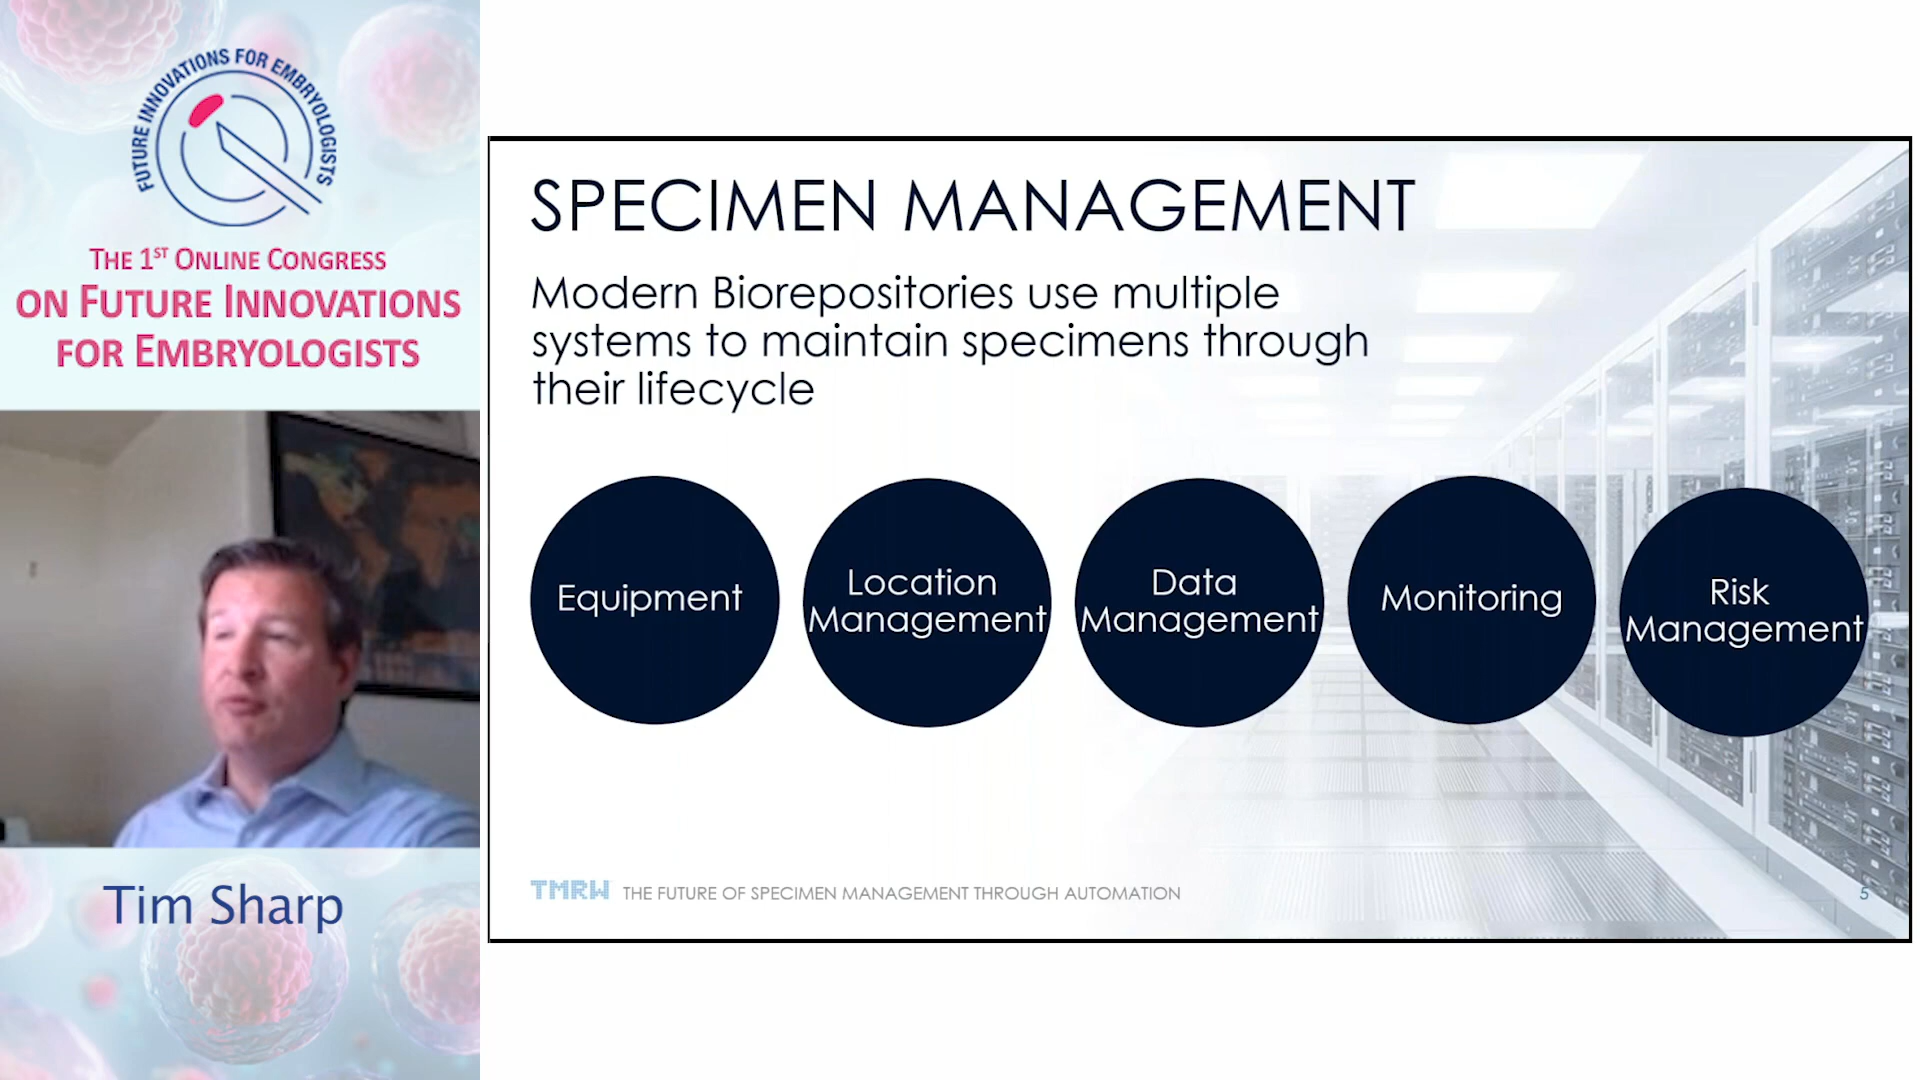 FUTURE INNOVATIONS FOR EMBRYOLOGISTS
THE 1ST ONLINE CONGRESS
ON FUTURE INNOVATIONS
FOR EMBRYOLOGISTS
Tim Sharp
SPECIMEN MANAGEMENT
Modern Biorepositories use multiple
systems to maintain specimens through
their lifecycle
Equipment
Location
Management
Data
Management
Monitoring
Risk
Management
TMRW THE FUTURE OF SPECIMEN MANAGEMENT THROUGH AUTOMATION
5